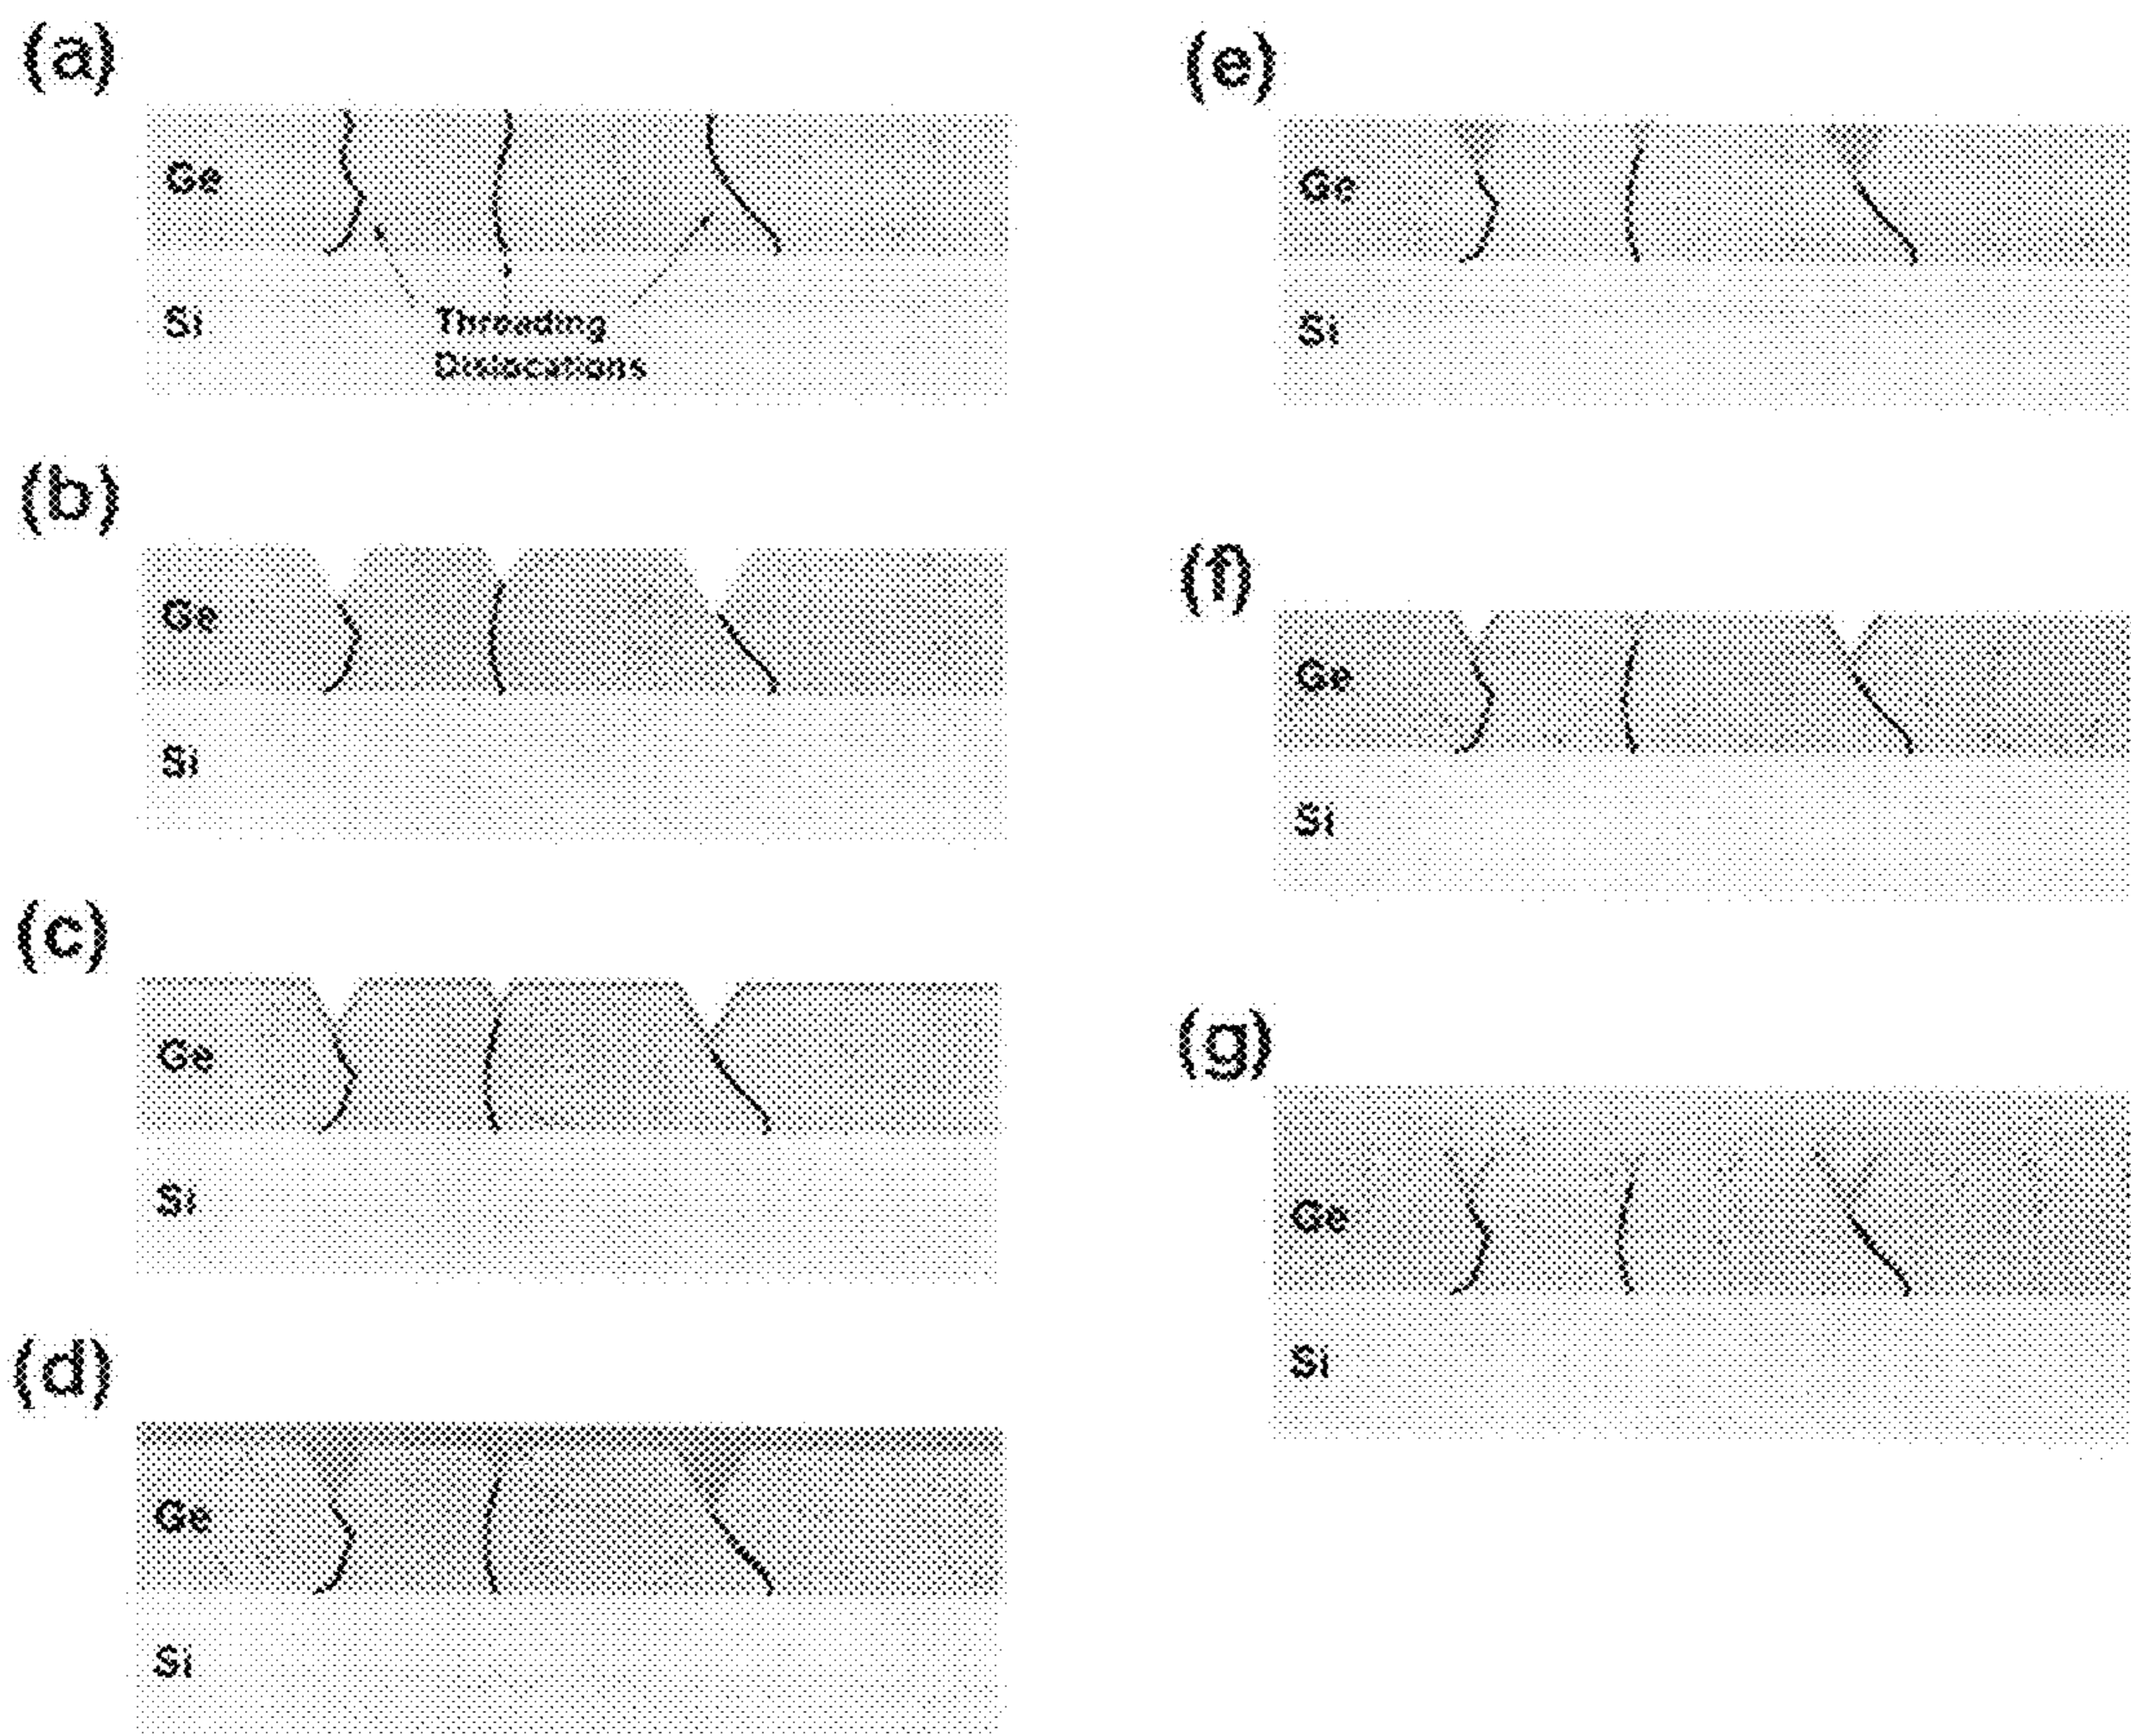 (a)
Ge
Si
Threading
Dislocations
(b)
Ge
Si
(c)
Ge
Si
(d)
Ge
Si
(e)
Ge
Si
(f)
Ge
Si
(g)
Ge
Si